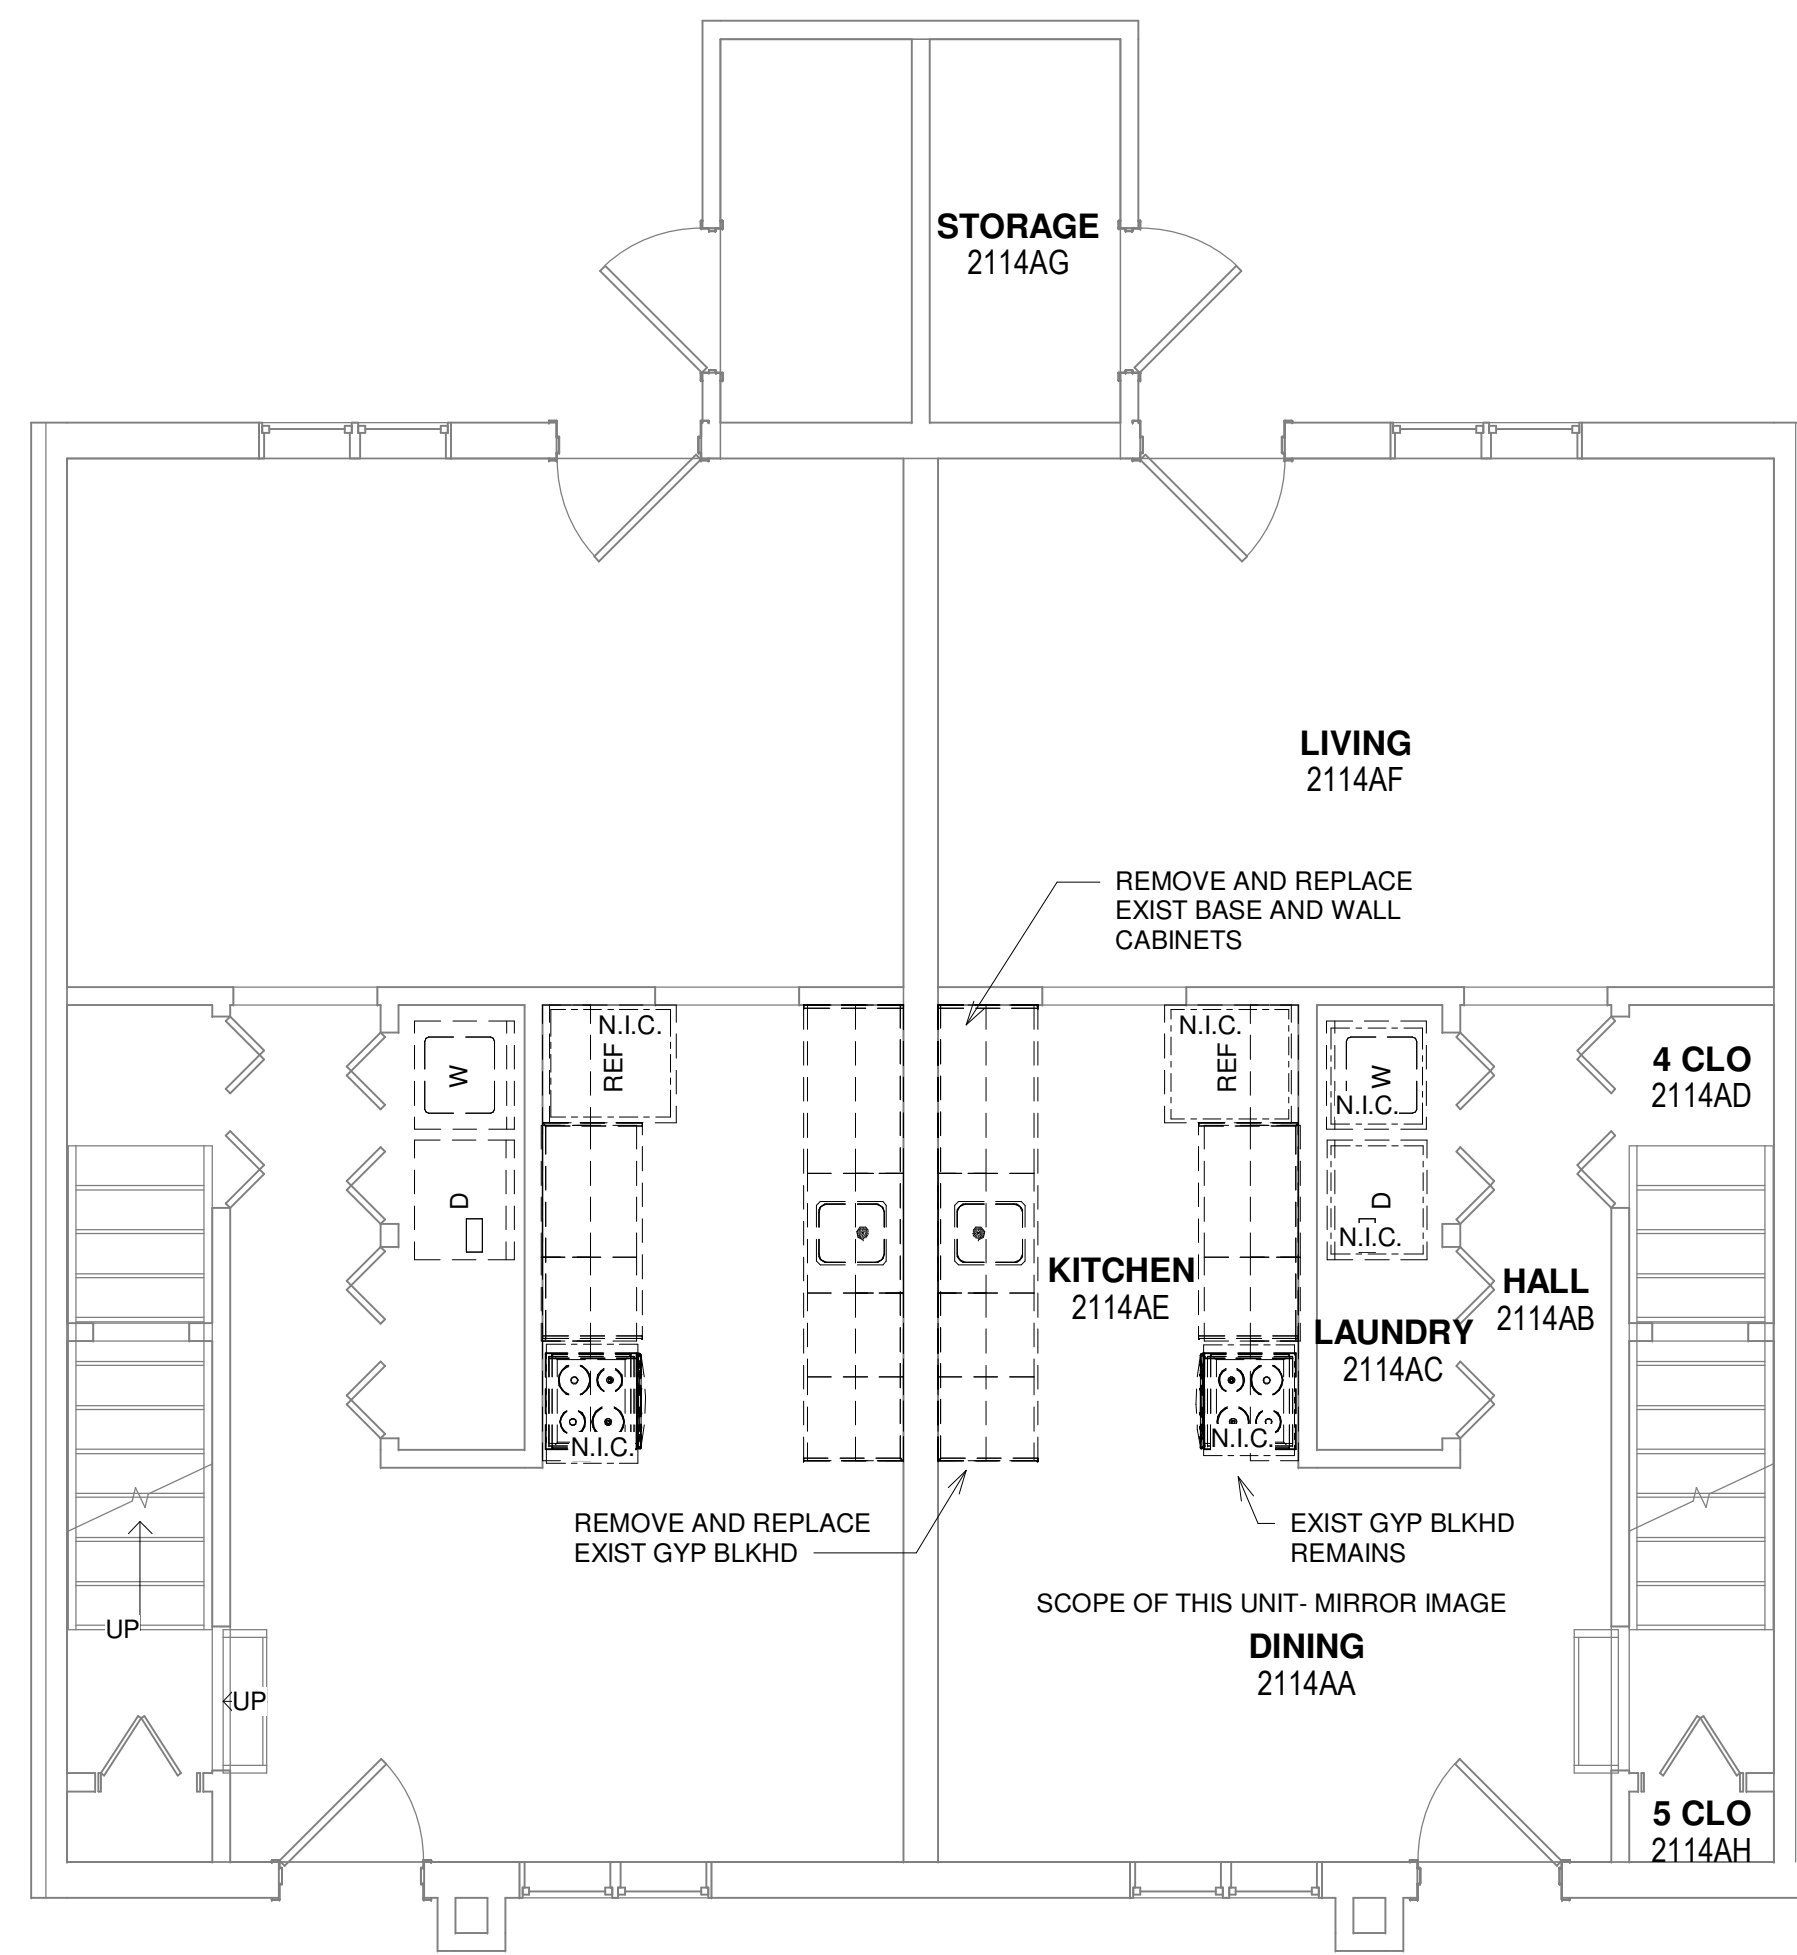 STORAGE
2114AG
LIVING
2114AF
REMOVE AND REPLACE
EXIST BASE AND WALL
CABINETS
N.I.C.
REF
W
D
N.I.C.
N.I.C.
REF
W
N.I.C.
D
N.I.C.
4 CLO
2114AD
KITCHEN
2114AE
HALL
2114AB
LAUNDRY
2114AC
N.I.C.
REMOVE AND REPLACE
EXIST GYP BLKHD
EXIST GYP BLKHD
REMAINS
SCOPE OF THIS UNIT- MIRROR IMAGE
DINING
2114AA
UP
UP
5 CLO
2114AH